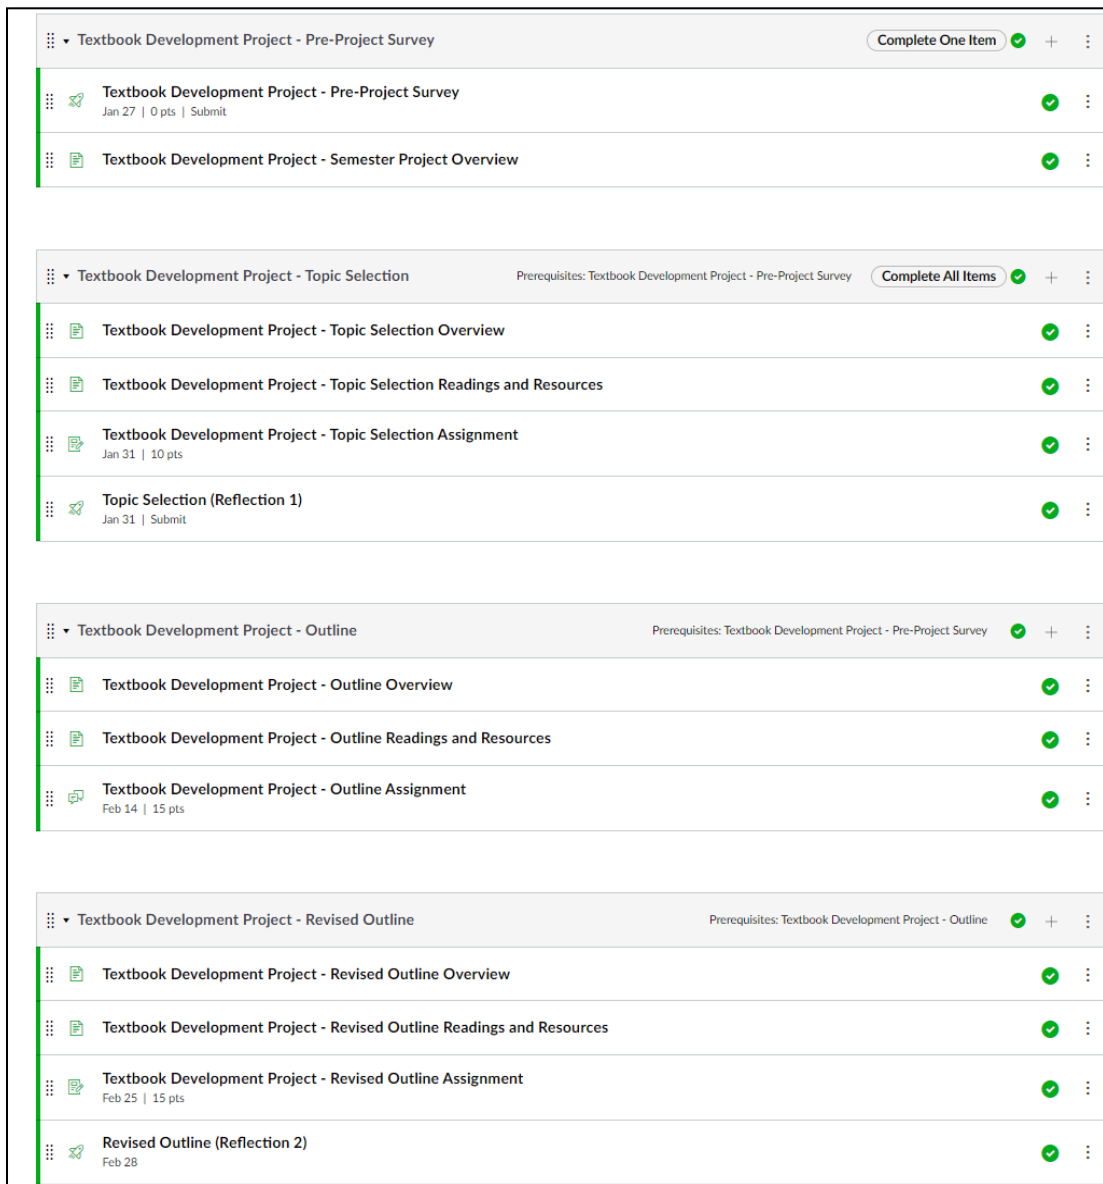 Textbook Development Project - Pre-Project Survey Complete One Item
Textbook Development Project - Pre-Project Survey
Jan 27 | 0 pts | Submit
Textbook Development Project - Semester Project Overview
Textbook Development Project - Topic Selection Prerequisites: Textbook Development Project - Pre-Project Survey Complete All Items
Textbook Development Project - Topic Selection Overview
Textbook Development Project - Topic Selection Readings and Resources
Textbook Development Project - Topic Selection Assignment
Jan 31 | 10 pts
Topic Selection (Reflection 1)
Jan 31 | Submit
Textbook Development Project - Outline Prerequisites: Textbook Development Project - Pre-Project Survey
Textbook Development Project - Outline Overview
Textbook Development Project - Outline Readings and Resources
Textbook Development Project - Outline Assignment
Feb 14 | 15 pts
Textbook Development Project - Revised Outline Prerequisites: Textbook Development Project - Outline
Textbook Development Project - Revised Outline Overview
Textbook Development Project - Revised Outline Readings and Resources
Textbook Development Project - Revised Outline Assignment
Feb 25 | 15 pts
Revised Outline (Reflection 2)
Feb 28